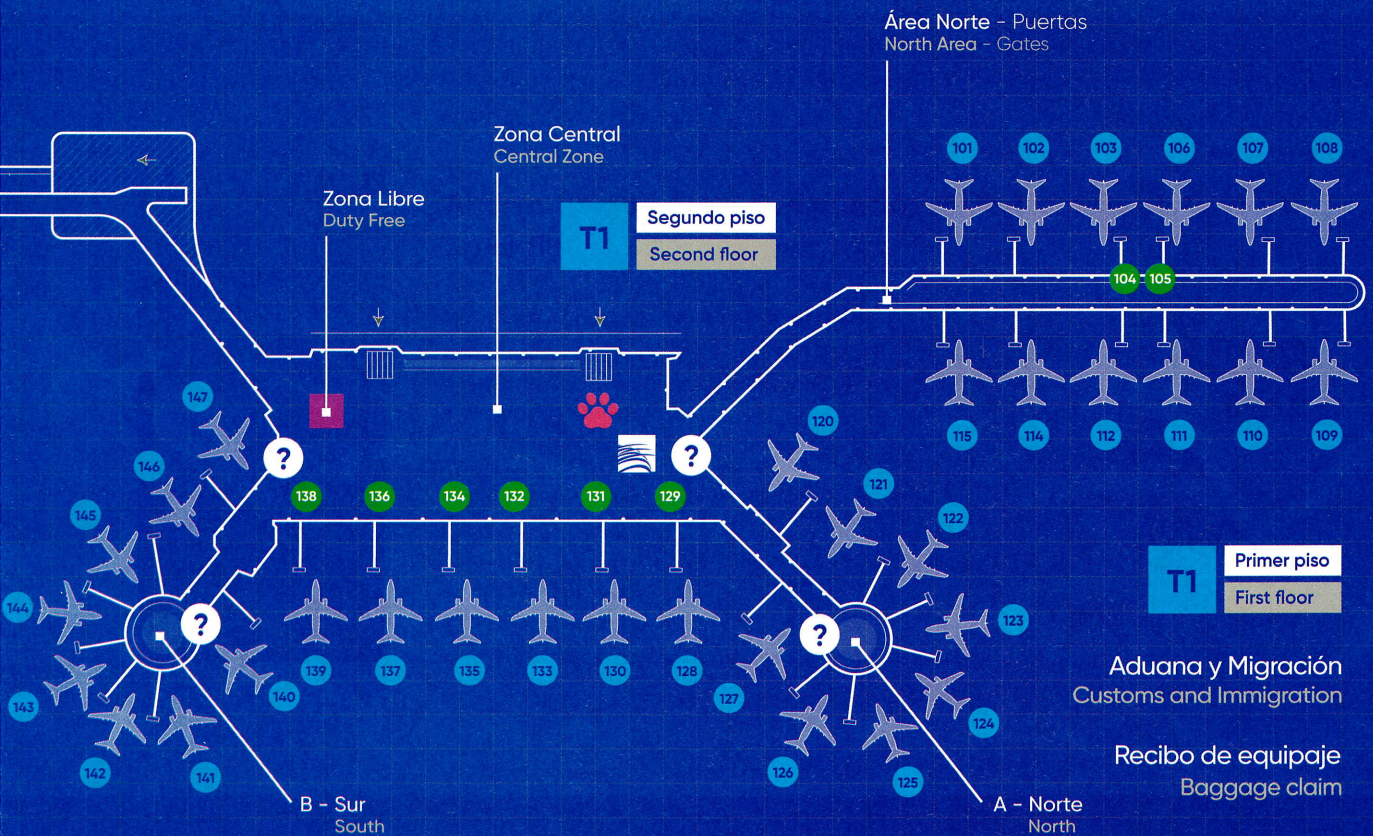 Área Norte - Puertas
North Area - Gates
Zona Central
Central Zone
Zona Libre
Duty Free
T1
Segundo piso
Second floor
101
102
103
106
107
108
104
105
115
114
112
111
110
109
147
146
145
144
143
142
141
140
?
?
?
?
138
136
134
132
131
129
139
137
135
133
130
128
120
121
122
123
124
125
126
127
T1
Primer piso
First floor
Aduana y Migración
Customs and Immigration
Recibo de equipaje
Baggage claim
B - Sur
South
A - Norte
North